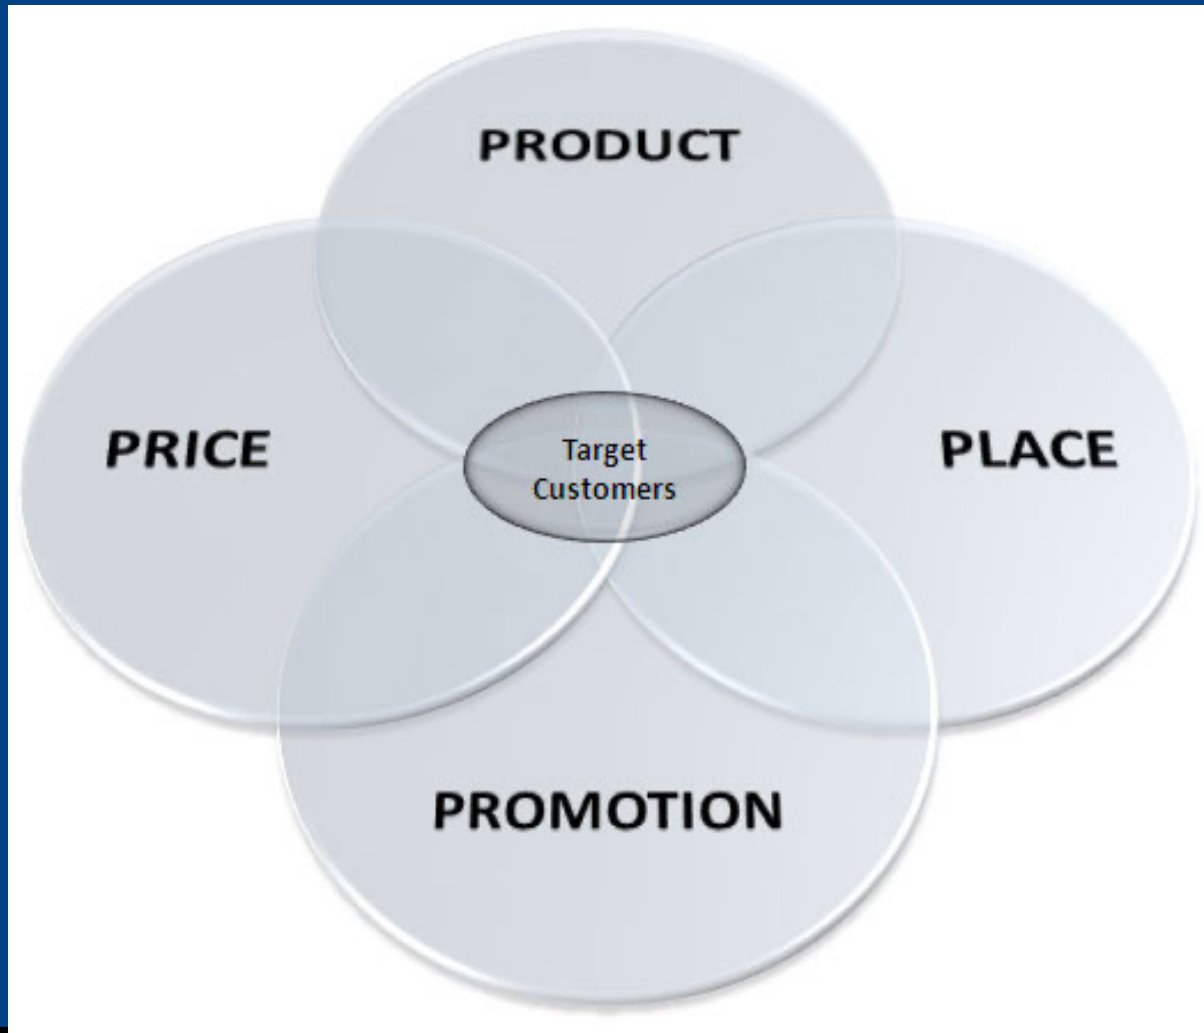 PRODUCT
PRICE
PLACE
Target
Customers
PROMOTION